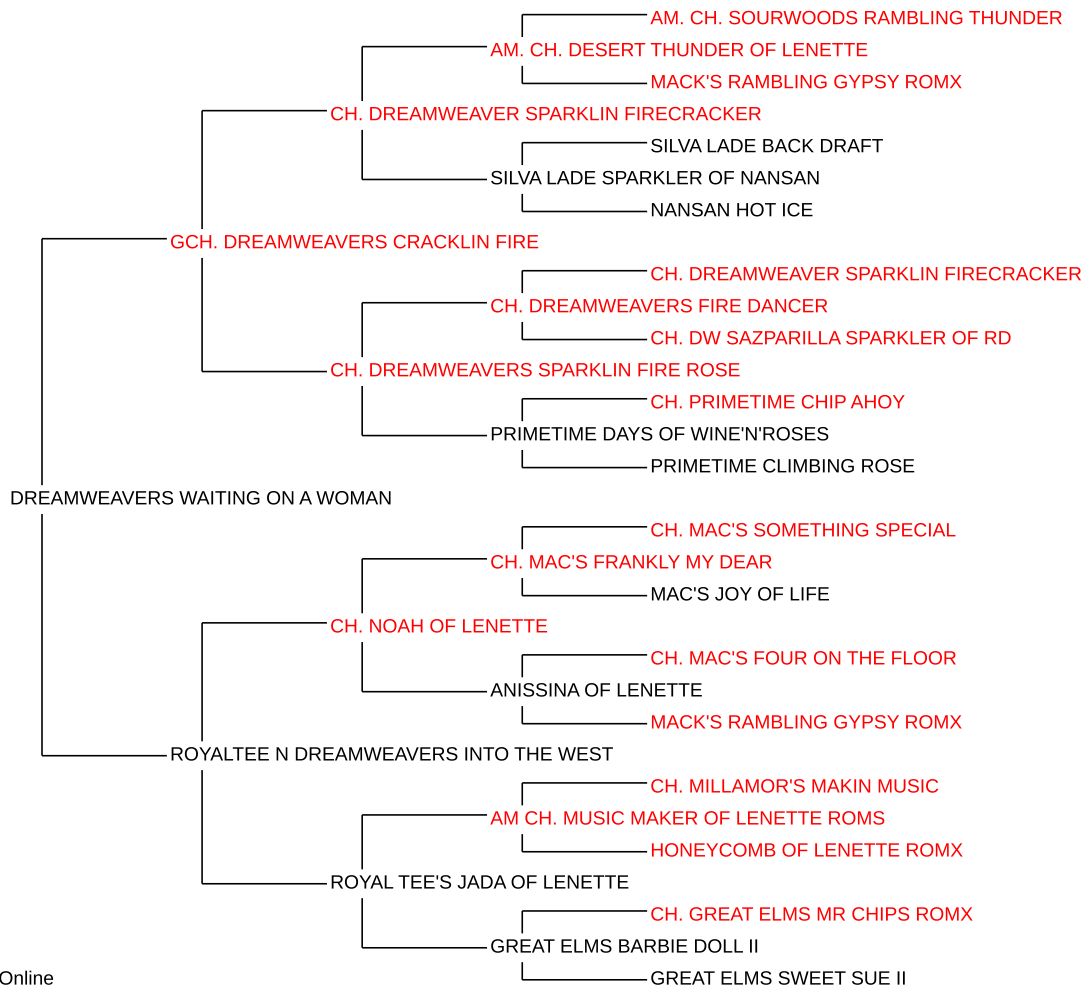 AM. CH. SOURWOODS RAMBLING THUNDER
AM. CH. DESERT THUNDER OF LENETTE
MACK'S RAMBLING GYPSY ROMX
CH. DREAMWEAVER SPARKLIN FIRECRACKER
SILVA LADE BACK DRAFT
SILVA LADE SPARKLER OF NANSAN
NANSAN HOT ICE
GCH. DREAMWEAVERS CRACKLIN FIRE
CH. DREAMWEAVER SPARKLIN FIRECRACKER
CH. DREAMWEAVERS FIRE DANCER
CH. DW SAZPARILLA SPARKLER OF RD
CH. DREAMWEAVERS SPARKLIN FIRE ROSE
CH. PRIMETIME CHIP AHOY
PRIMETIME DAYS OF WINE'N'ROSES
PRIMETIME CLIMBING ROSE
DREAMWEAVERS WAITING ON A WOMAN
CH. MAC'S SOMETHING SPECIAL
CH. MAC'S FRANKLY MY DEAR
MAC'S JOY OF LIFE
CH. NOAH OF LENETTE
CH. MAC'S FOUR ON THE FLOOR
ANISSINA OF LENETTE
MACK'S RAMBLING GYPSY ROMX
ROYALTEE N DREAMWEAVERS INTO THE WEST
CH. MILLAMOR'S MAKIN MUSIC
AM CH. MUSIC MAKER OF LENETTE ROMS
HONEYCOMB OF LENETTE ROMX
ROYAL TEE'S JADA OF LENETTE
CH. GREAT ELMS MR CHIPS ROMX
GREAT ELMS BARBIE DOLL II
GREAT ELMS SWEET SUE II
Online